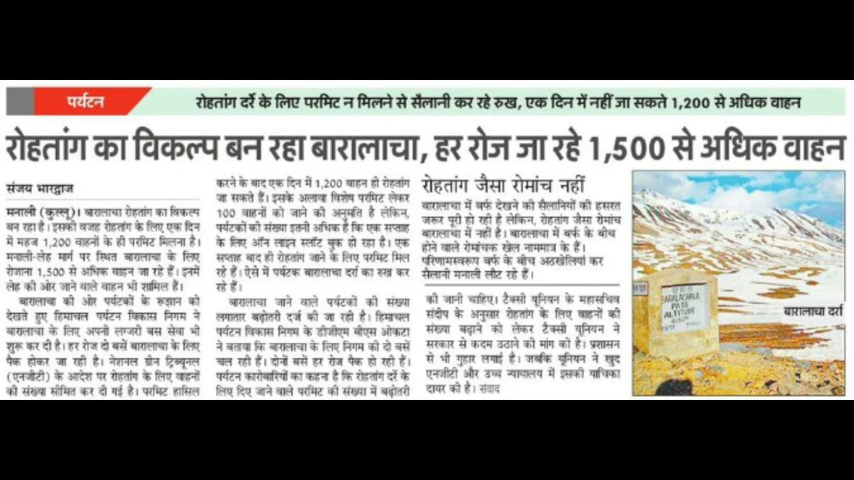 पर्यटन
रोहतांग दर्रे के लिए परमिट न मिलने से सैलानी कर रहे रुख, एक दिन में नहीं जा सकते 1,200 से अधिक वाहन
रोहतांग का विकल्प बन रहा बारालाचा, हर रोज जा रहे 1,500 से अधिक वाहन
संजय भारद्वाज
मनाली (कुल्लू)। बारालाचा रोहतांग का विकल्प
बन रहा है। इसकी वजह रोहतांग के लिए एक दिन
में महज 1,200 वाहनों के ही परमिट मिलना है।
मनाली-लेह मार्ग पर स्थित बारालाचा के लिए
रोजाना 1,500 से अधिक वाहन जा रहे हैं। इनमें
लेह की ओर जाने वाले वाहन भी शामिल हैं।
बारालाचा की ओर पर्यटकों के रूझान को
देखते हुए हिमाचल पर्यटन विकास निगम ने
बारालाचा के लिए अपनी लग्जरी बस सेवा भी
शुरू कर दी है। हर रोज दो बसें बारालाचा के लिए
पैक होकर जा रही है। नेशनल ग्रीन ट्रिब्यूनल
(एनजीटी) के आदेश पर रोहतांग के लिए वाहनों
की संख्या सीमित कर दी गई है। परमिट हासिल
करने के बाद एक दिन में 1,200 वाहन ही रोहतांग
जा सकते हैं। इसके अलावा विशेष परमिट लेकर
100 वाहनों को जाने की अनुमति है लेकिन,
पर्यटकों की संख्या इतनी अधिक है कि एक सप्ताह
के लिए ऑन लाइन स्लॉट बुक हो रहा है। एक
सप्ताह बाद ही रोहतांग जाने के लिए परमिट मिल
रहे हैं। ऐसे में पर्यटक बारालाचा दर्रा का रुख कर
रहे हैं।
बारालाचा जाने वाले पर्यटकों की संख्या
लगातार बढ़ोतरी दर्ज की जा रही है। हिमाचल
पर्यटन विकास निगम के डीजीएम बीएस ओकटा
ने बताया कि बारालाचा के लिए निगम की दो बसें
चल रही हैं। दोनों बसें हर रोज पैक हो रही हैं।
पर्यटन कारोबारियों का कहना है कि रोहतांग दर्रे के
लिए दिए जाने वाले परमिट की संख्या में बढ़ोतरी
रोहतांग जैसा रोमांच नहीं
बारालाचा में बर्फ देखने की सैलानियों की हसरत
जरूर पूरी हो रही है लेकिन, रोहतांग जैसा रोमांच
बारालाचा में नहीं है। बारालाचा में बर्फ के बीच
होने वाले रोमांचक खेल नाममात्र के हैं।
परिणामस्वरूप बर्फ के बीच अठखेलियां कर
सैलानी मनाली लौट रहे हैं।
की जानी चाहिए। टैक्सी यूनियन के महासचिव
संदीप के अनुसार रोहतांग के लिए वाहनों की
संख्या बढ़ाने को लेकर टैक्सी यूनियन ने
सरकार से कदम उठाने की मांग की है। प्रशासन
से भी गुहार लगाई है। जबकि यूनियन ने खुद
एनजीटी और उच्च न्यायालय में इसकी याचिका
दायर की है। संवाद
BARALACHLA
PASS
ALTITUDE
बारालाचा दर्रा